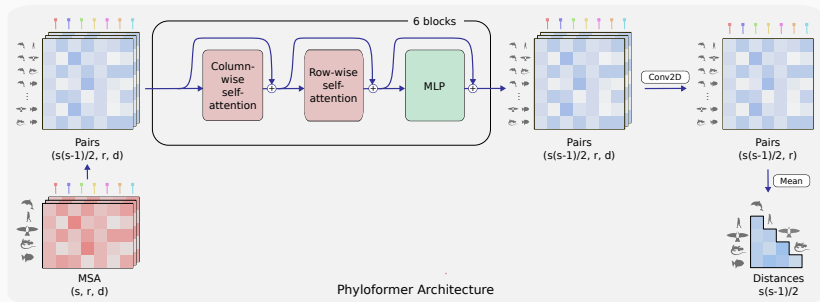 6 blocks
Column-
wise
self-
attention
Row-wise
self-
attention
MLP
Conv2D
Pairs
(s(s-1)/2, r, d)
Pairs
(s(s-1)/2, r, d)
Pairs
(s(s-1)/2, r)
Mean
MSA
(s, r, d)
Distances
s(s-1)/2
Phyloformer Architecture